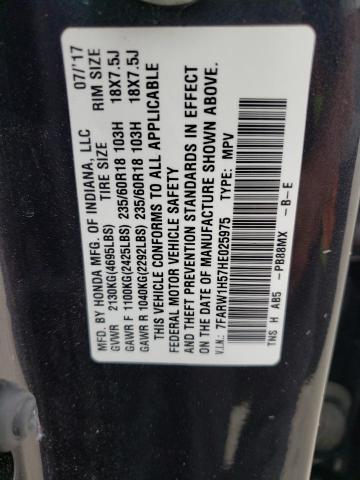 MFD. BY HONDA MFG. OF INDIANA, LLC 07/'17
TIRE SIZE RIM SIZE
GVWR 2130KG(4695LBS)
GAWR F 1100KG(2425LBS) 235/60R18 103H 18X7.5J
GAWR R 1040KG(2292LBS) 235/60R18 103H 18X7.5J
THIS VEHICLE CONFORMS TO ALL APPLICABLE
FEDERAL MOTOR VEHICLE SAFETY
AND THEFT PREVENTION STANDARDS IN EFFECT
ON THE DATE OF MANUFACTURE SHOWN ABOVE.
V.I.N.: 7FARW1H57HE025975 TYPE: MPV
TNS H AB5 -PB88MX -B-E